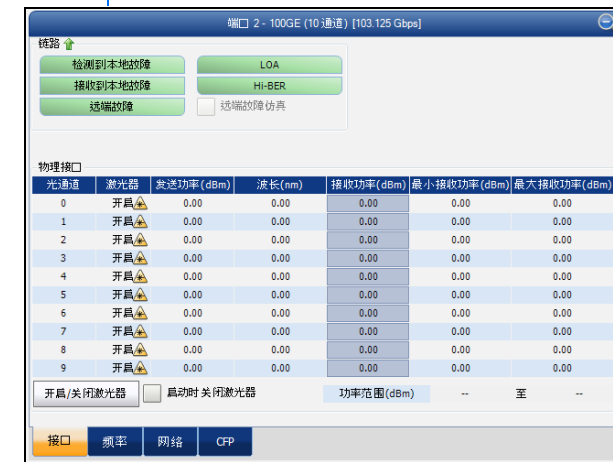 端口 2 - 100GE (10 通道) [103.125 Gbps]
链路
检测到本地故障 LOA
接收到本地故障 Hi-BER
远端故障 远端故障仿真
物理接口
光通道 激光器 发送功率(dBm) 波长(nm) 接收功率(dBm) 最小接收功率(dBm) 最大接收功率(dBm)
0 开启 0.00 0.00 0.00 0.00 0.00
1 开启 0.00 0.00 0.00 0.00 0.00
2 开启 0.00 0.00 0.00 0.00 0.00
3 开启 0.00 0.00 0.00 0.00 0.00
4 开启 0.00 0.00 0.00 0.00 0.00
5 开启 0.00 0.00 0.00 0.00 0.00
6 开启 0.00 0.00 0.00 0.00 0.00
7 开启 0.00 0.00 0.00 0.00 0.00
8 开启 0.00 0.00 0.00 0.00 0.00
9 开启 0.00 0.00 0.00 0.00 0.00
开启/关闭激光器 启动时关闭激光器 功率范围(dBm) -- 至 --
接口 频率 网络 CFP